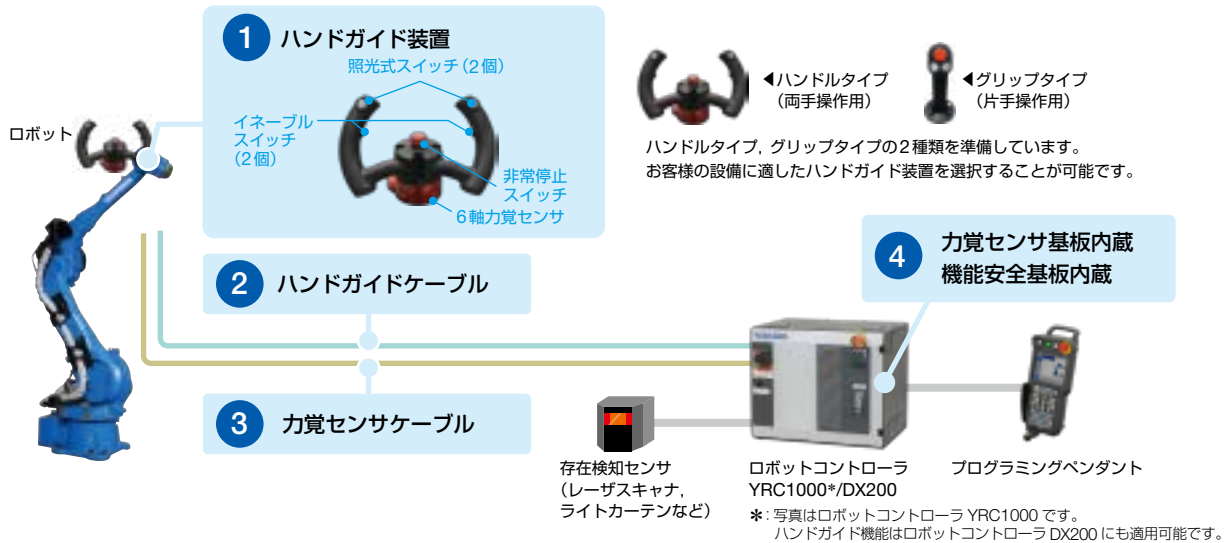 1 ハンドガイド装置
照光式スイッチ（2個）
イネーブル
スイッチ
（2個）
非常停止
スイッチ
6軸力覚センサ
ロボット
◀ハンドルタイプ
（両手操作用）
◀グリップタイプ
（片手操作用）
ハンドルタイプ，グリップタイプの2種類を準備しています。
お客様の設備に適したハンドガイド装置を選択することが可能です。
2 ハンドガイドケーブル
3 力覚センサケーブル
4 力覚センサ基板内蔵
機能安全基板内蔵
存在検知センサ
（レーザスキャナ，
ライトカーテンなど）
ロボットコントローラ
YRC1000*/DX200
プログラミングペンダント
＊：写真はロボットコントローラ YRC1000 です。
ハンドガイド機能はロボットコントローラ DX200 にも適用可能です。